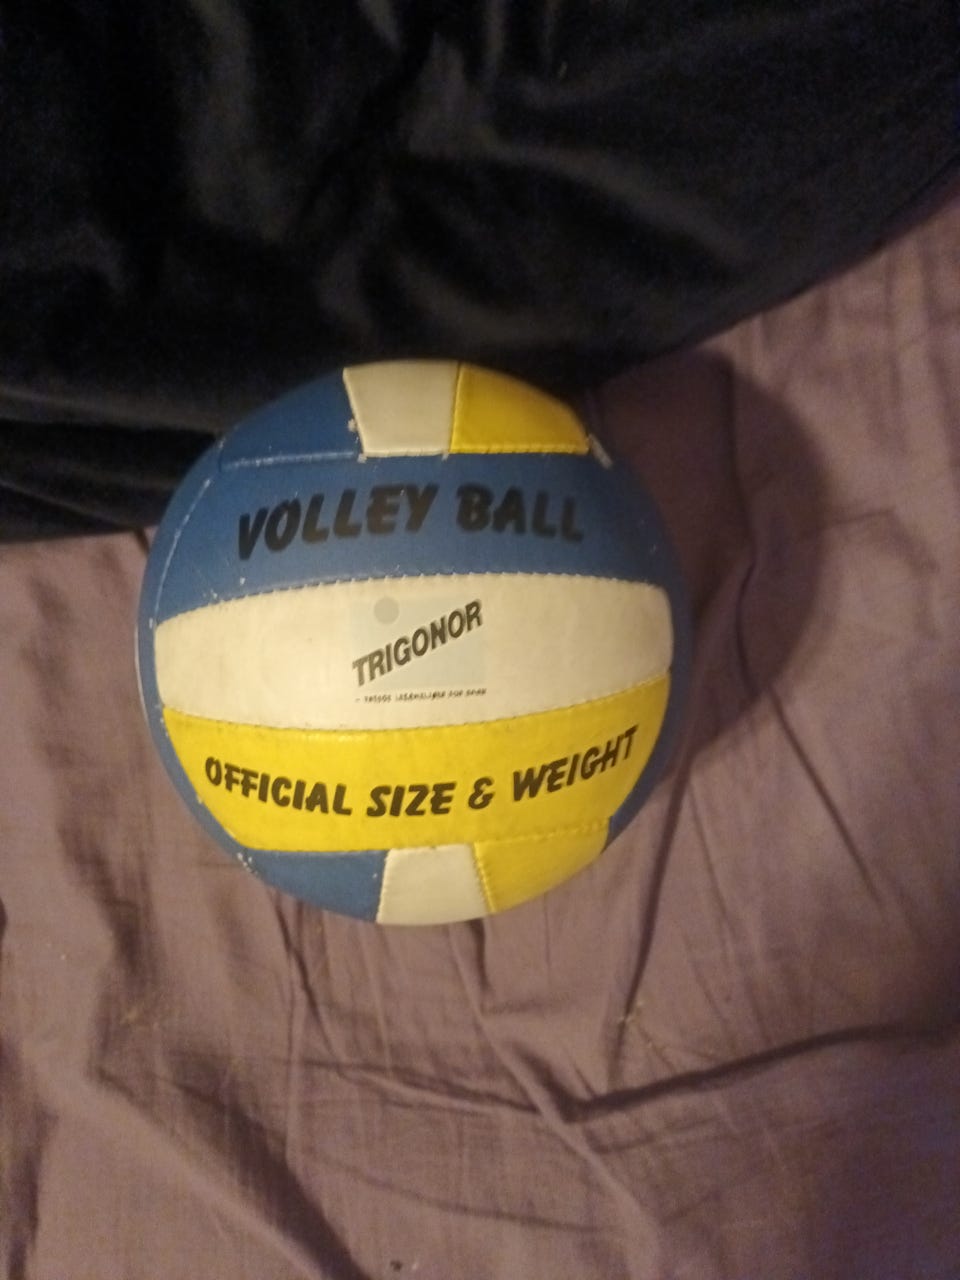 VOLLEY BALL
TRIGONOR
OFFICIAL SIZE & WEIGHT